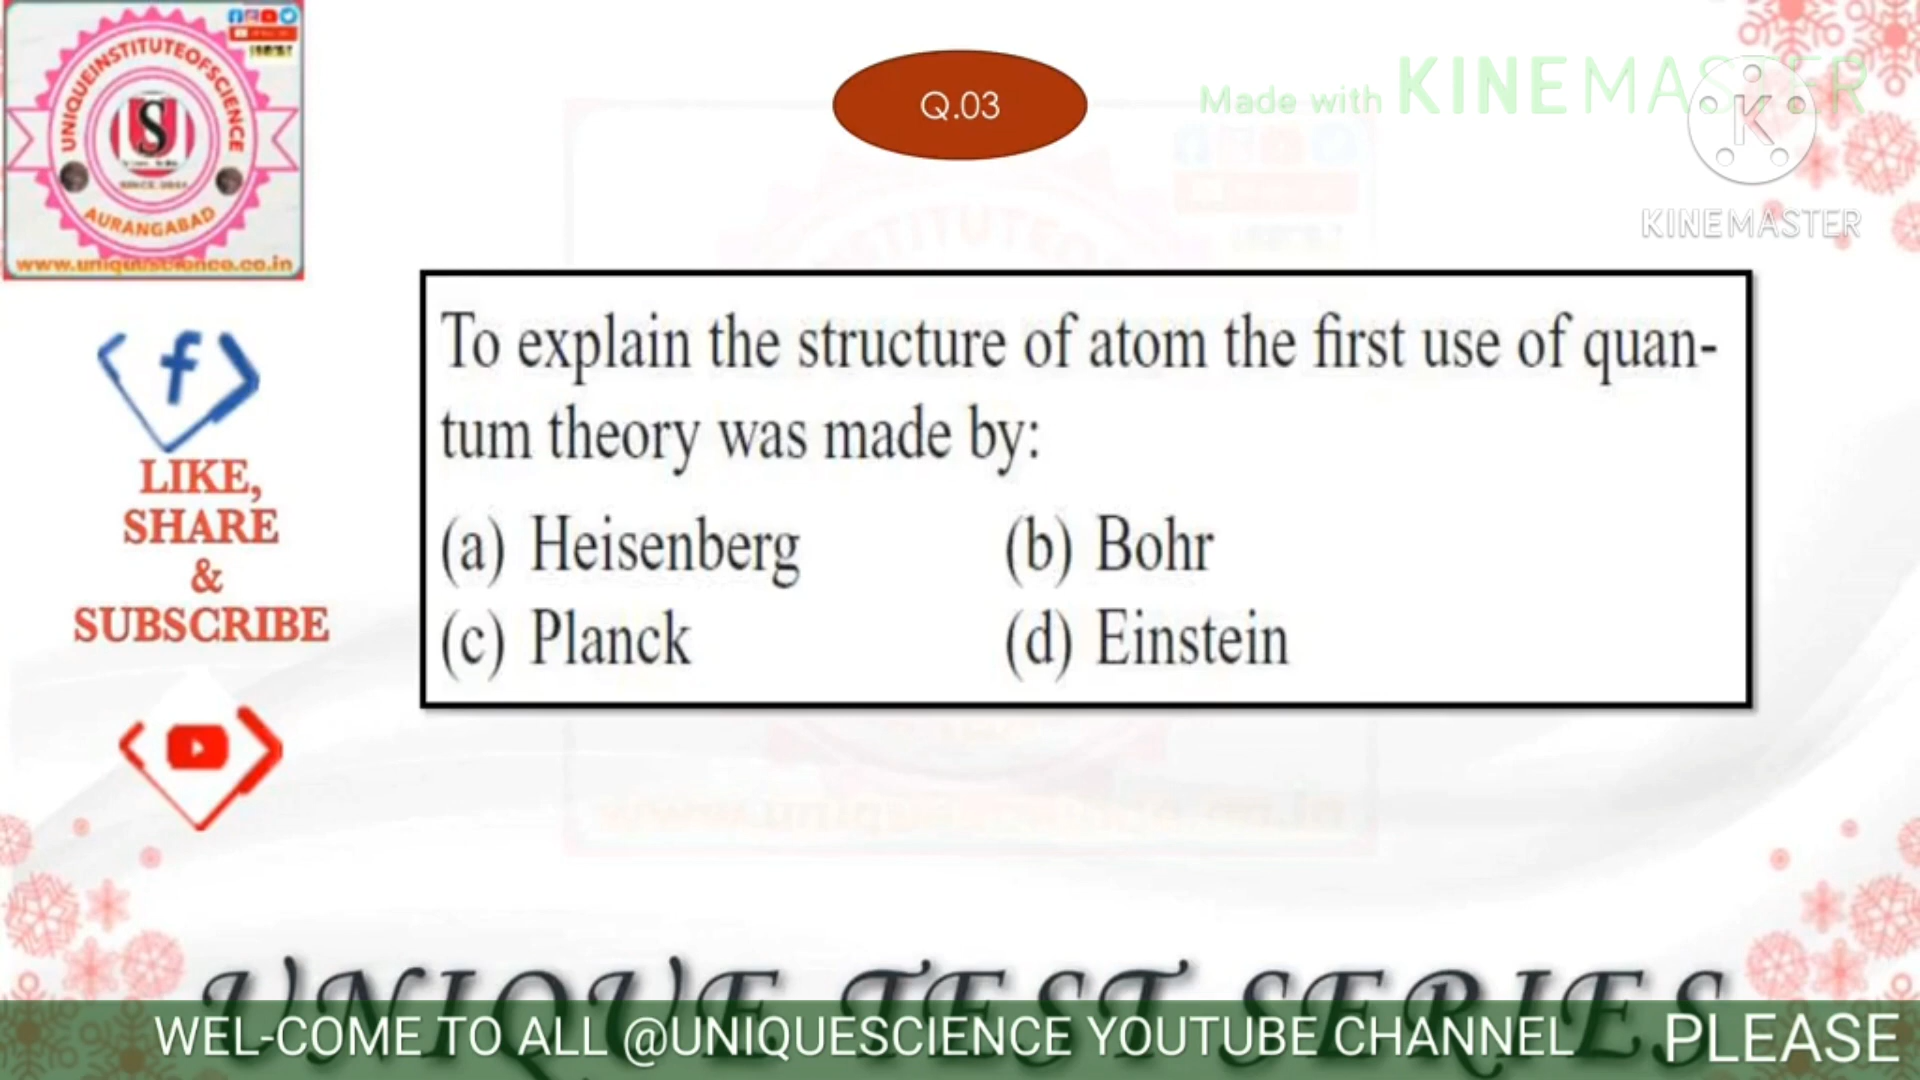 UNIQUEINSTITUTEOFSCIENCE
S
AURANGABAD
Q.03
Made with KINEMASTER
K
KINEMASTER
To explain the structure of atom the first use of quan-
tum theory was made by:
(a) Heisenberg (b) Bohr
(c) Planck (d) Einstein
LIKE,
SHARE
&
SUBSCRIBE
UNIQUE TEST SERIES
WEL-COME TO ALL @UNIQUESCIENCE YOUTUBE CHANNEL PLEASE